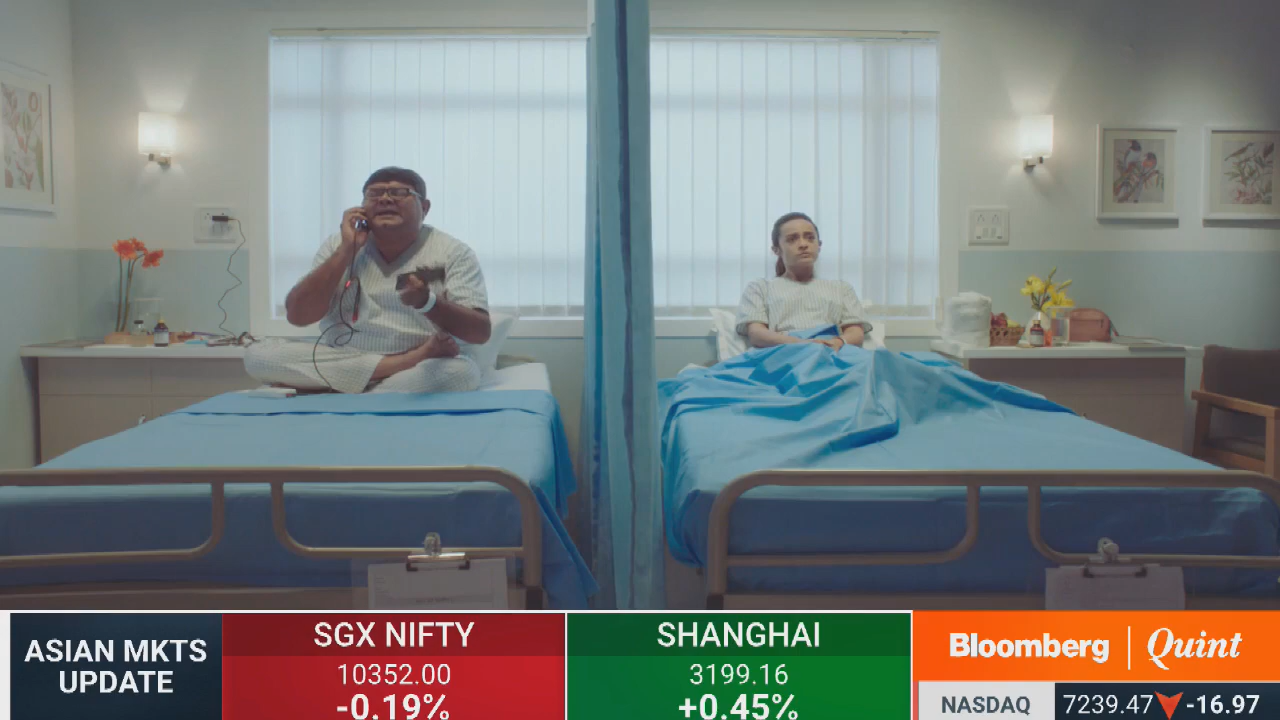 ASIAN MKTS
UPDATE
SGX NIFTY
10352.00
-0.19%
SHANGHAI
3199.16
+0.45%
Bloomberg | Quint
NASDAQ 7239.47 -16.97